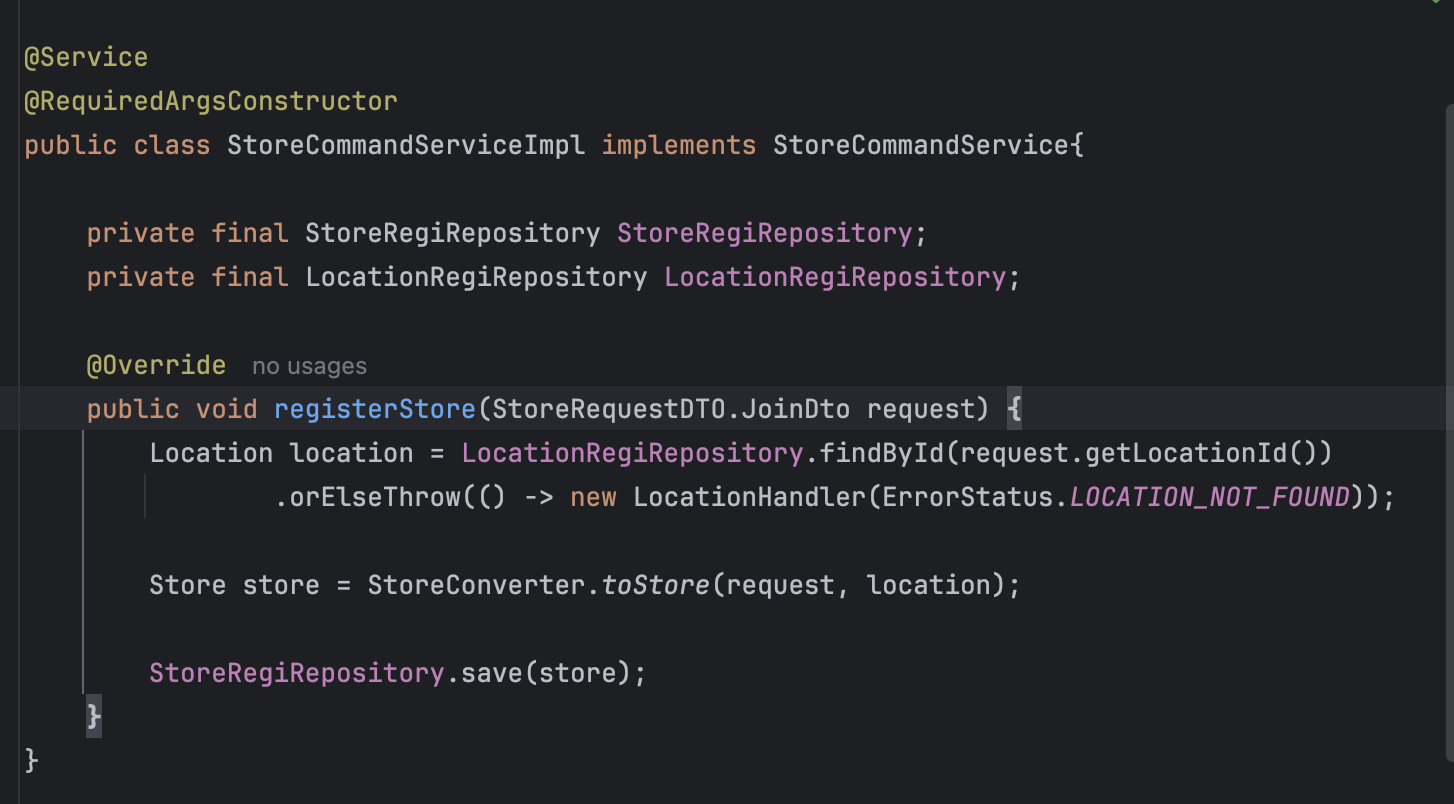 @Service
@RequiredArgsConstructor
public class StoreCommandServiceImpl implements StoreCommandService{
private final StoreRegiRepository StoreRegiRepository;
private final LocationRegiRepository LocationRegiRepository;
@Override no usages
public void registerStore(StoreRequestDTO.JoinDto request) {
Location location = LocationRegiRepository.findById(request.getLocationId())
.orElseThrow(() -> new LocationHandler(ErrorStatus.LOCATION_NOT_FOUND));
Store store = StoreConverter.toStore(request, location);
StoreRegiRepository.save(store);
}
}